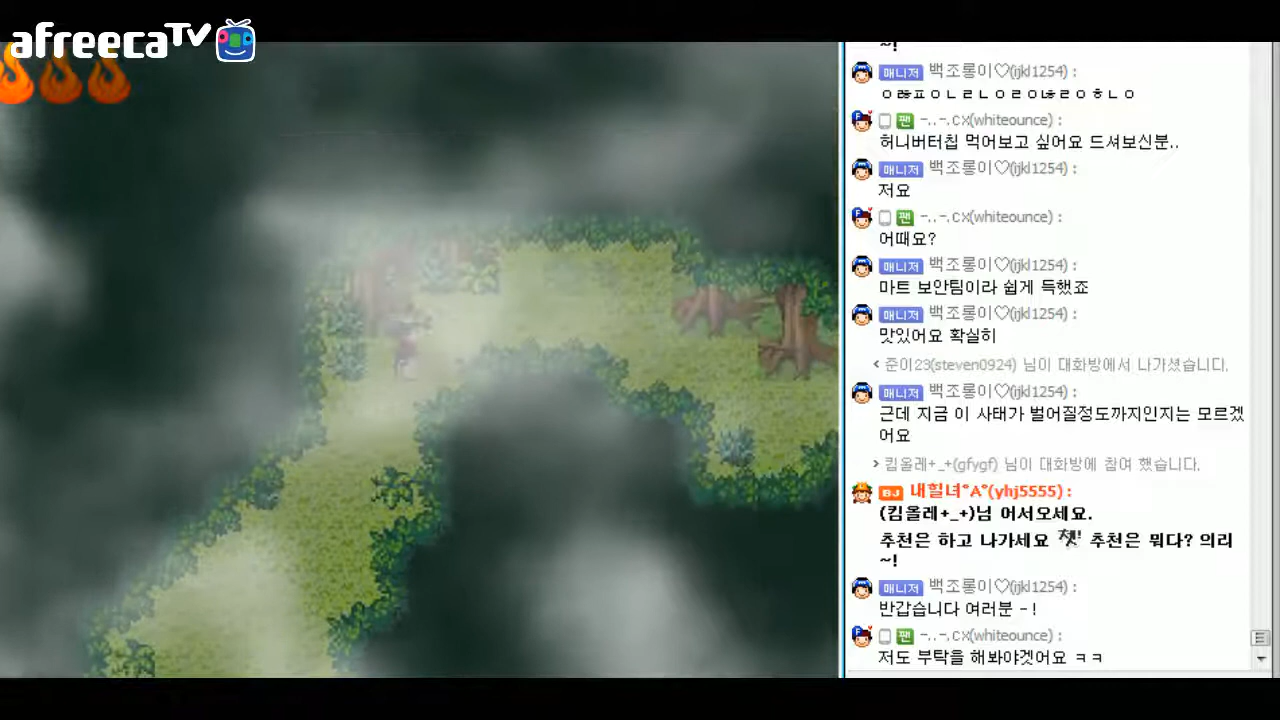 afreecaTV
~!
매니저 백조롱이♡(ijkl1254) :
팬 -..-.cx(whiteounce) :
허니버터칩 먹어보고 싶어요 드셔보신분..
매니저 백조롱이♡(ijkl1254) :
저요
팬 -..-.cx(whiteounce) :
어때요?
매니저 백조롱이♡(ijkl1254) :
마트 보안팀이라 쉽게 득했죠
매니저 백조롱이♡(ijkl1254) :
맛있어요 확실히
< 준이23(steven0924) 님이 대화방에서 나가셨습니다.
매니저 백조롱이♡(ijkl1254) :
근데 지금 이 사태가 벌어질정도까지인지는 모르겠
어요
> 킴올레+_+(gfygf) 님이 대화방에 참여 했습니다.
BJ 내힐녀°A°(yhj5555) :
(킴올레+_+)님 어서오세요.
추천은 하고 나가세요 췟! 추천은 뭐다? 의리
~!
매니저 백조롱이♡(ijkl1254) :
반갑습니다 여러분 -!
팬 -..-.cx(whiteounce) :
저도 부탁을 해봐야겟어요 ㅋㅋ